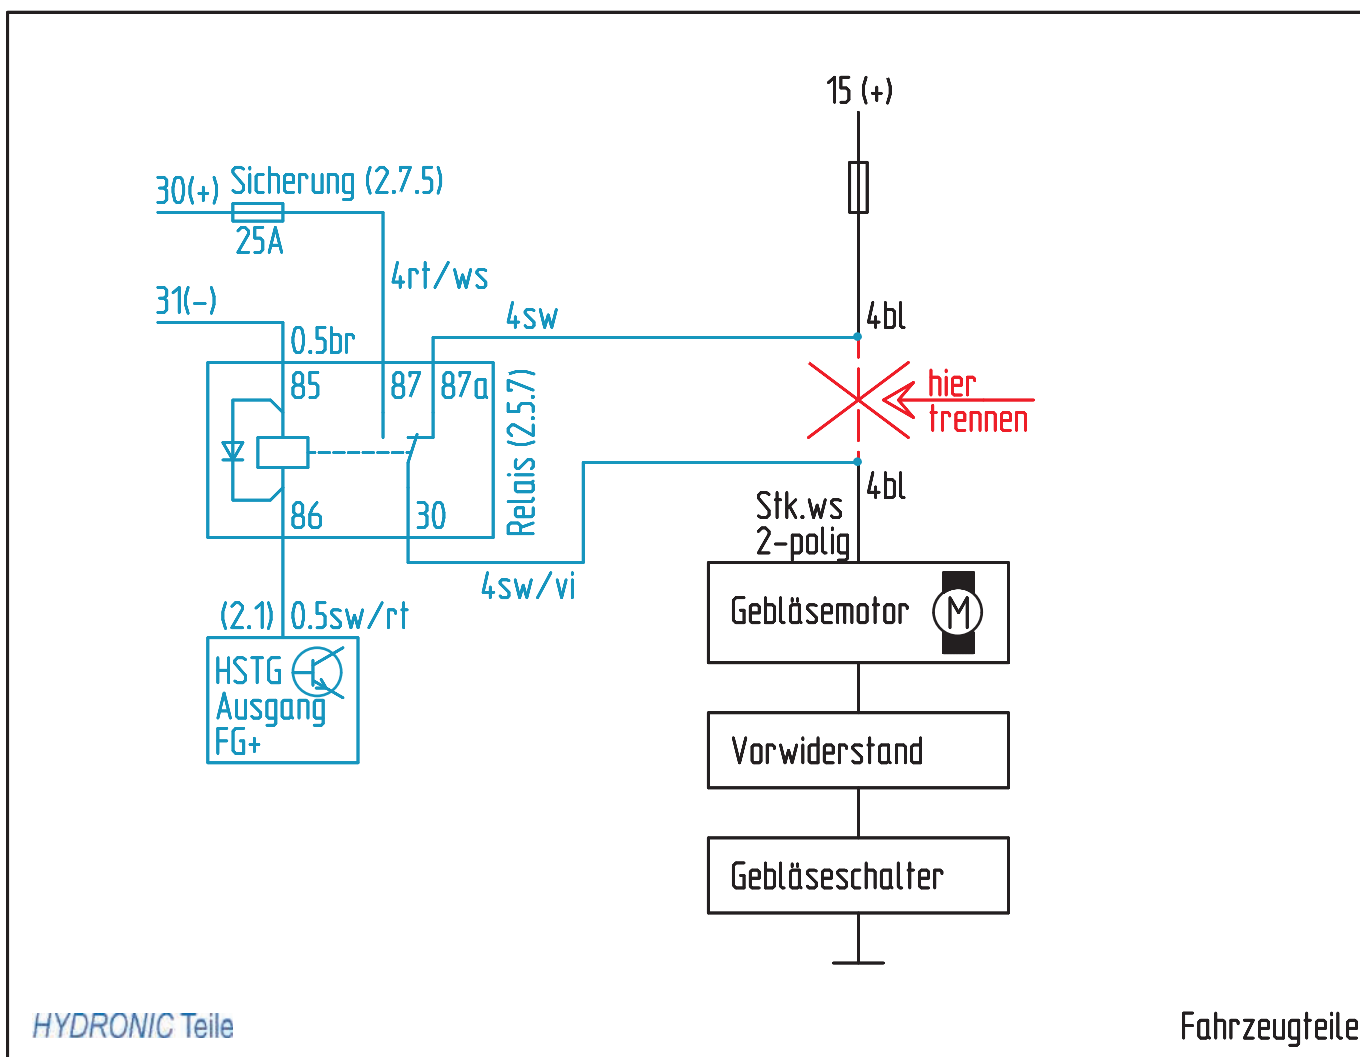 15 (+)
30(+)
Sicherung (2.7.5)
25A
4rt/ws
31(-)
0.5br
4sw
4bl
85
87
87a
Relais (2.5.7)
hier
trennen
86
30
4bl
Stk.ws
2-polig
4sw/vi
(2.1)
0.5sw/rt
Gebläsemotor
M
HSTG
Ausgang
FG+
Vorwiderstand
Gebläseschalter
HYDRONIC Teile
Fahrzeugteile